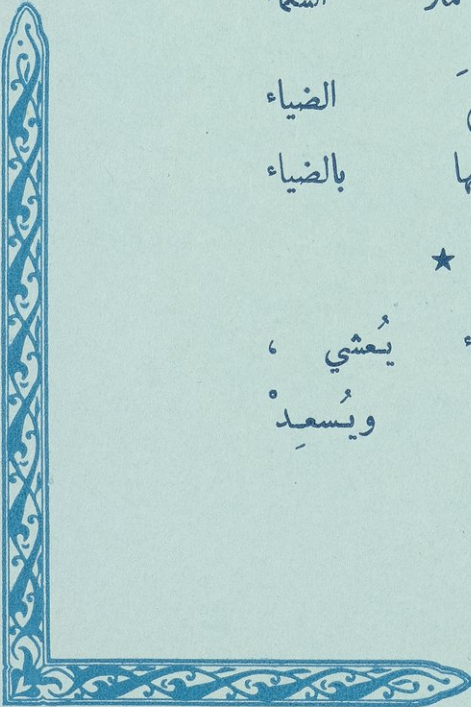 الضياء
بالضياء
★
يُعشي ،
ويُسعِدْ